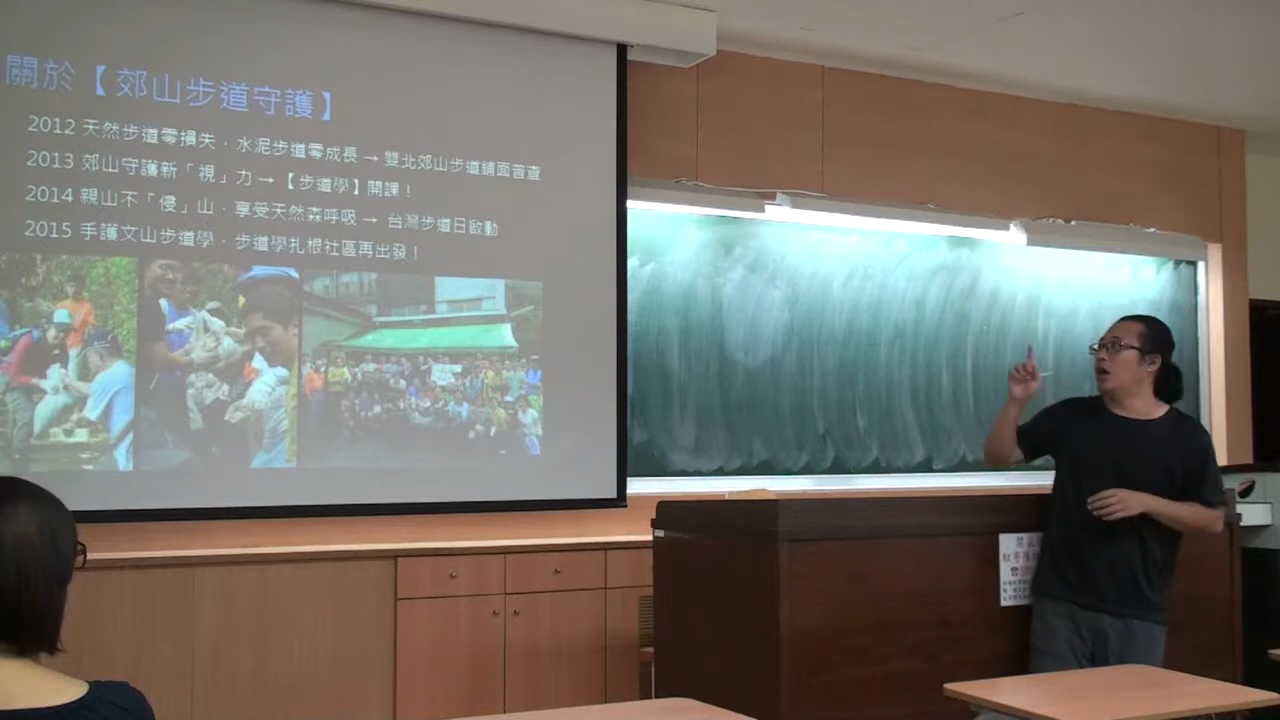 關於【郊山步道守護】
2012 天然步道零損失．水泥步道零成長 → 雙北郊山步道鋪面普查
2013 郊山守護新「視」力 → 【步道學】開課！
2014 親山不「侵」山．享受天然森呼吸 → 台灣步道日啟動
2015 手護文山步道學．步道學扎根社區再出發！